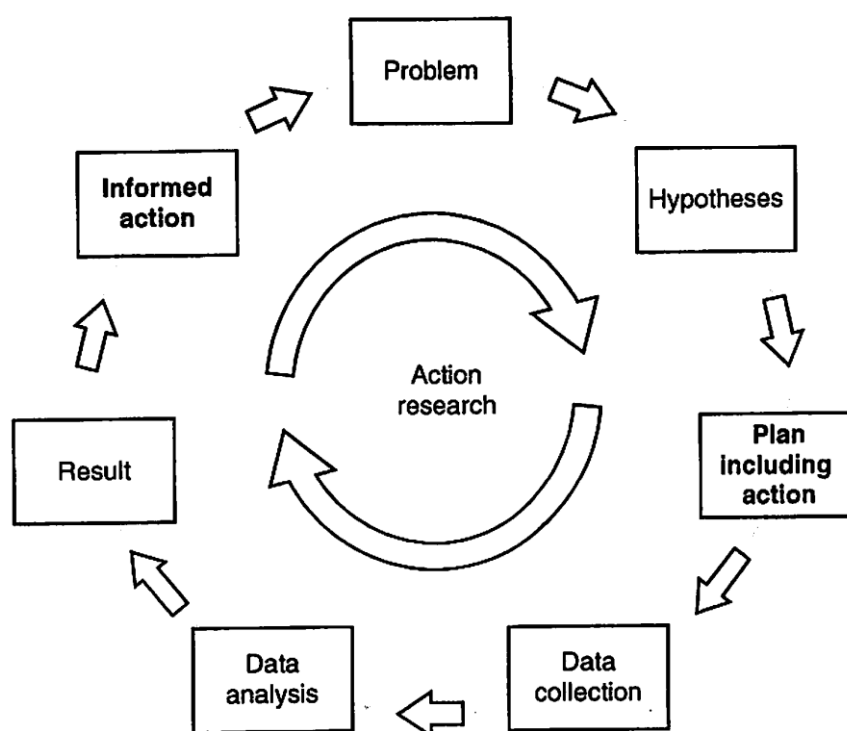 Problem
Hypotheses
Plan
including
action
Data
collection
Data
analysis
Result
Informed
action
Action
research